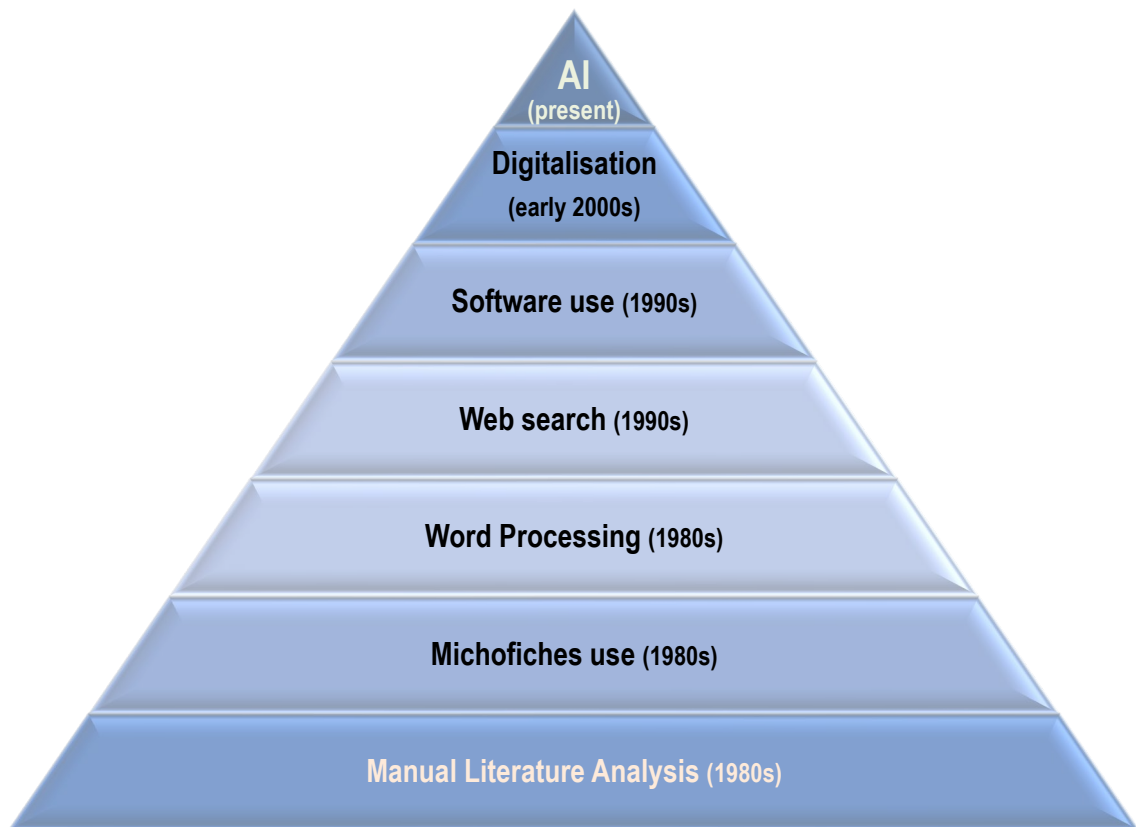 AI
(present)
Digitalisation
(early 2000s)
Software use (1990s)
Web search (1990s)
Word Processing (1980s)
Michofiches use (1980s)
Manual Literature Analysis (1980s)